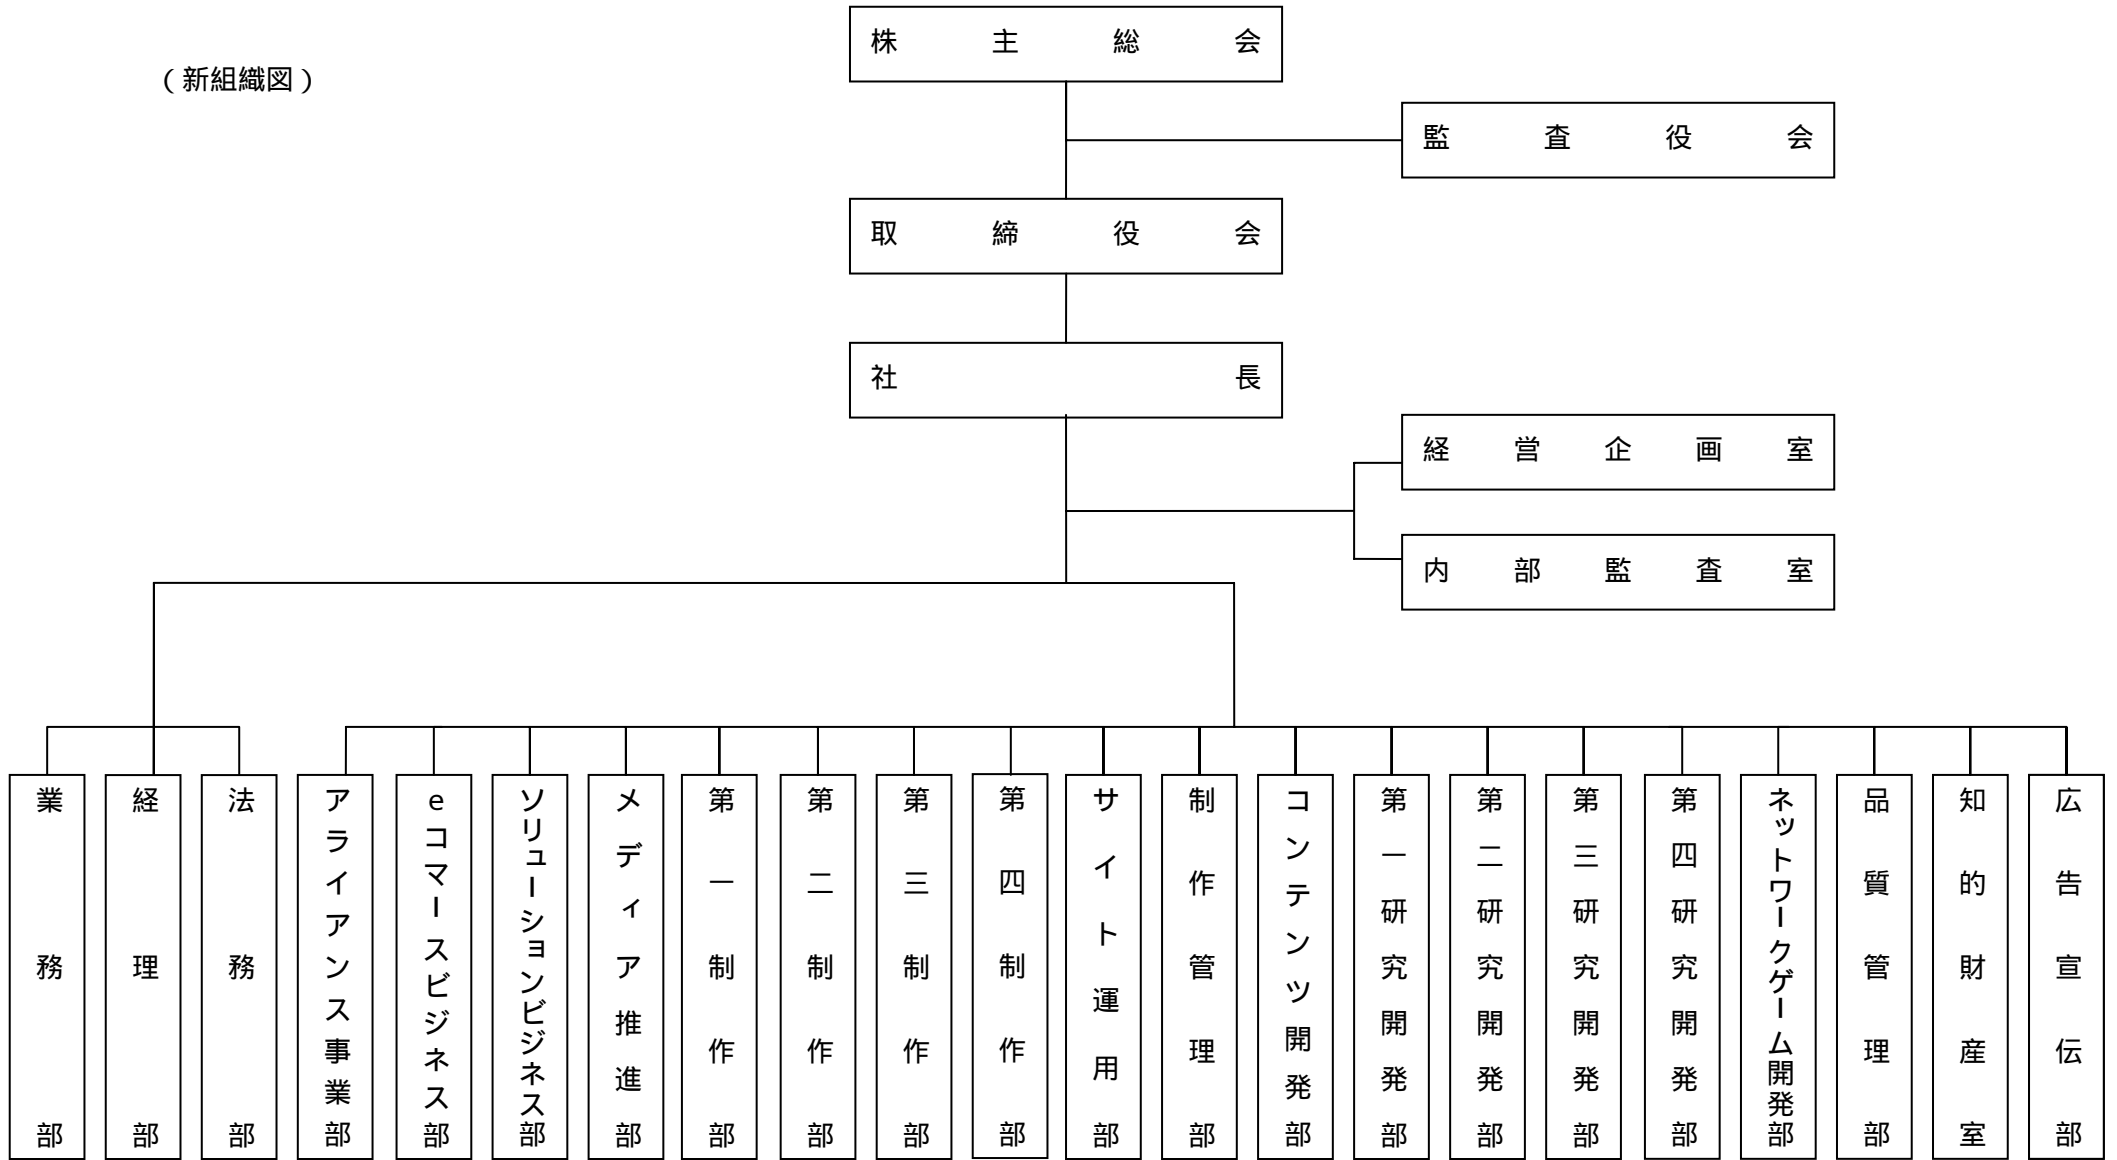 （新組織図）
株主総会
監査役会
取締役会
社長
経営企画室
内部監査室
業務部
経理部
法務部
アライアンス事業部
eコマースビジネス部
ソリューションビジネス部
メディア推進部
第一制作部
第二制作部
第三制作部
第四制作部
サイト運用部
制作管理部
コンテンツ開発部
第一研究開発部
第二研究開発部
第三研究開発部
第四研究開発部
ネットワークゲーム開発部
品質管理部
知的財産室
広告宣伝部